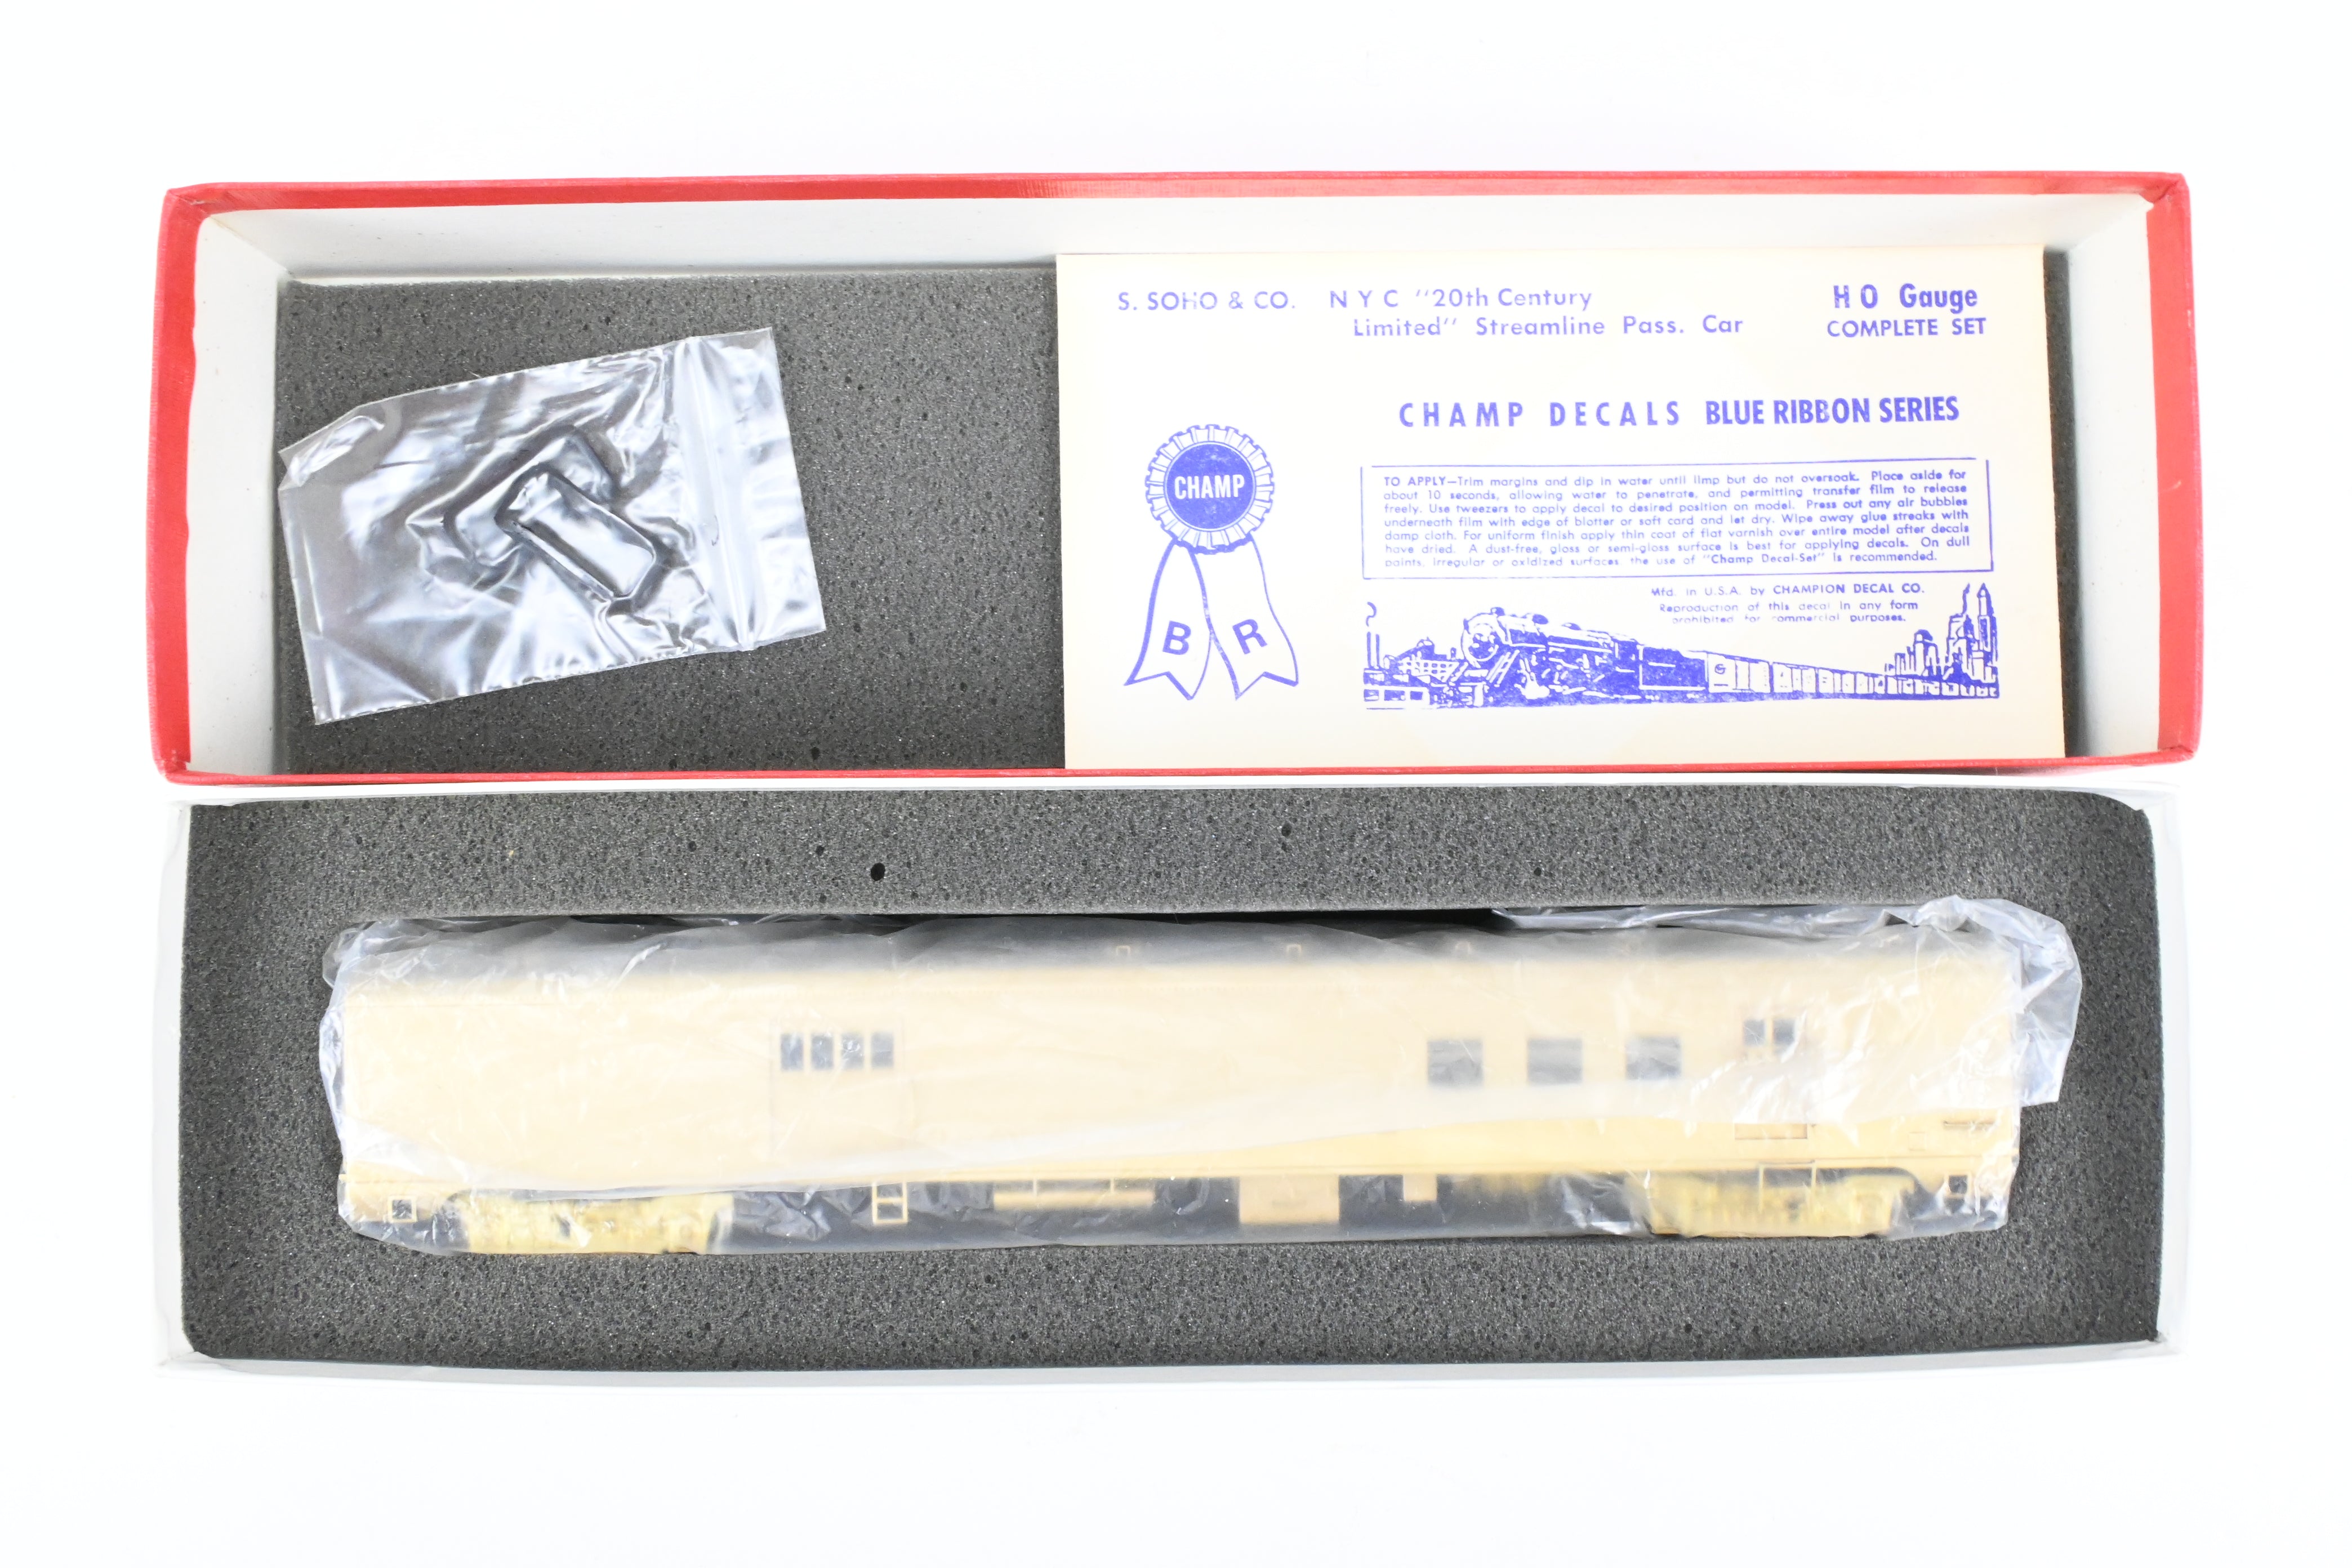 S. SOHO & CO. N Y C "20th Century
Limited" Streamline Pass. Car
H O Gauge
COMPLETE SET
CHAMP DECALS BLUE RIBBON SERIES
CHAMP
B R
TO APPLY—Trim margins and dip in water until limp but do not oversoak. Place aside for
about 10 seconds, allowing water to penetrate, and permitting transfer film to release
freely. Use tweezers to apply decal to desired position on model. Press out any air bubbles
underneath film with edge of blotter or soft card and let dry. Wipe away glue streaks with
damp cloth. For uniform finish apply thin coat of flat varnish over entire model after decals
have dried. A dust-free, gloss or semi-gloss surface is best for applying decals. On dull
paints, irregular or oxidized surfaces, the use of "Champ Decal-Set" is recommended.
Mfd. in U.S.A. by CHAMPION DECAL CO.
Reproduction of this decal in any form
prohibited for commercial purposes.